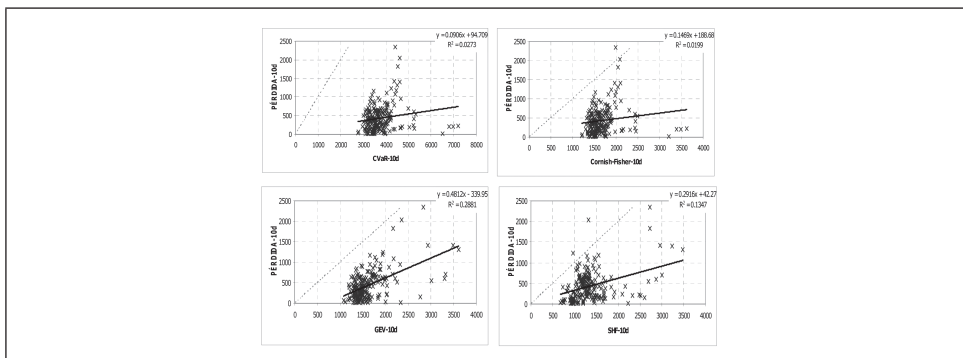 y = 0.0906x + 94.709
R² = 0.0273
PÉRDIDA-10d
2500
2000
1500
1000
500
0
0 1000 2000 3000 4000 5000 6000 7000 8000
CVaR-10d
y = 0.1469x + 188.68
R² = 0.0199
PÉRDIDA-10d
2500
2000
1500
1000
500
0
0 500 1000 1500 2000 2500 3000 3500 4000
Cornish-Fisher-10d
y = 0.4812x - 339.95
R² = 0.2881
PÉRDIDA-10d
2500
2000
1500
1000
500
0
0 500 1000 1500 2000 2500 3000 3500 4000
GEV-10d
y = 0.2916x + 42.27
R² = 0.1347
PÉRDIDA-10d
2500
2000
1500
1000
500
0
0 500 1000 1500 2000 2500 3000 3500 4000
SHF-10d